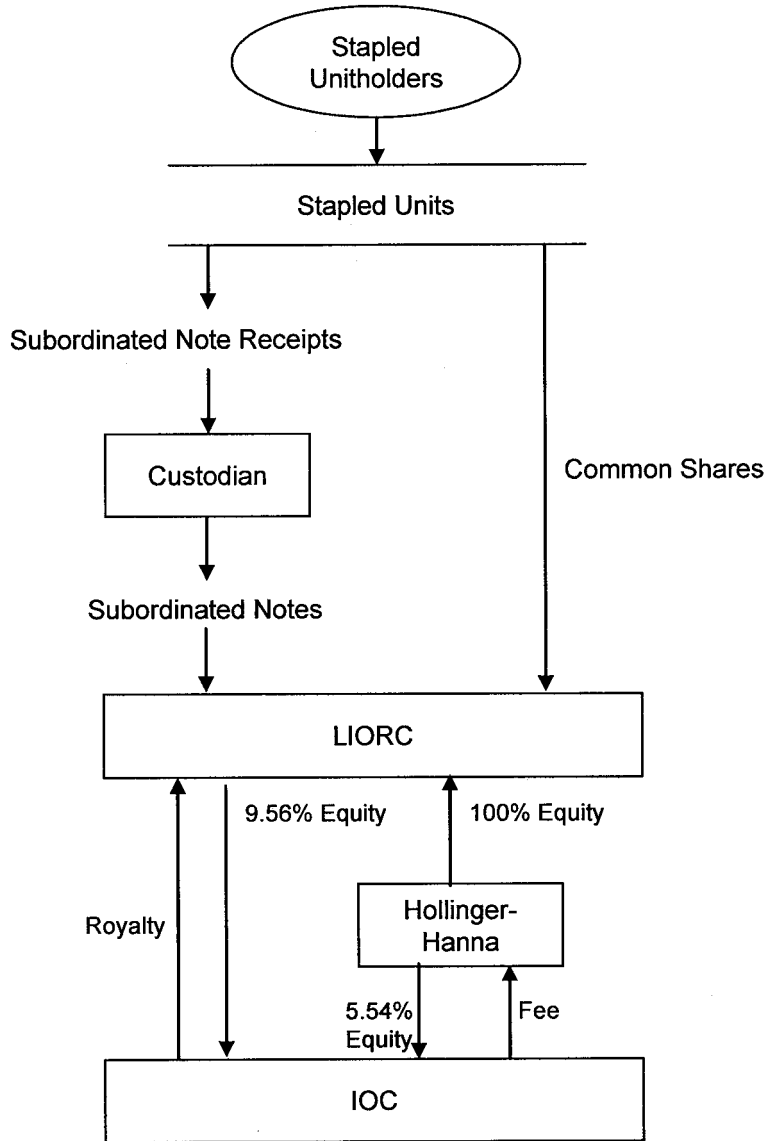 Stapled
Unitholders
Stapled Units
Subordinated Note Receipts
Custodian
Common Shares
Subordinated Notes
LIORC
9.56% Equity
100% Equity
Royalty
Hollinger-
Hanna
5.54%
Equity
Fee
IOC